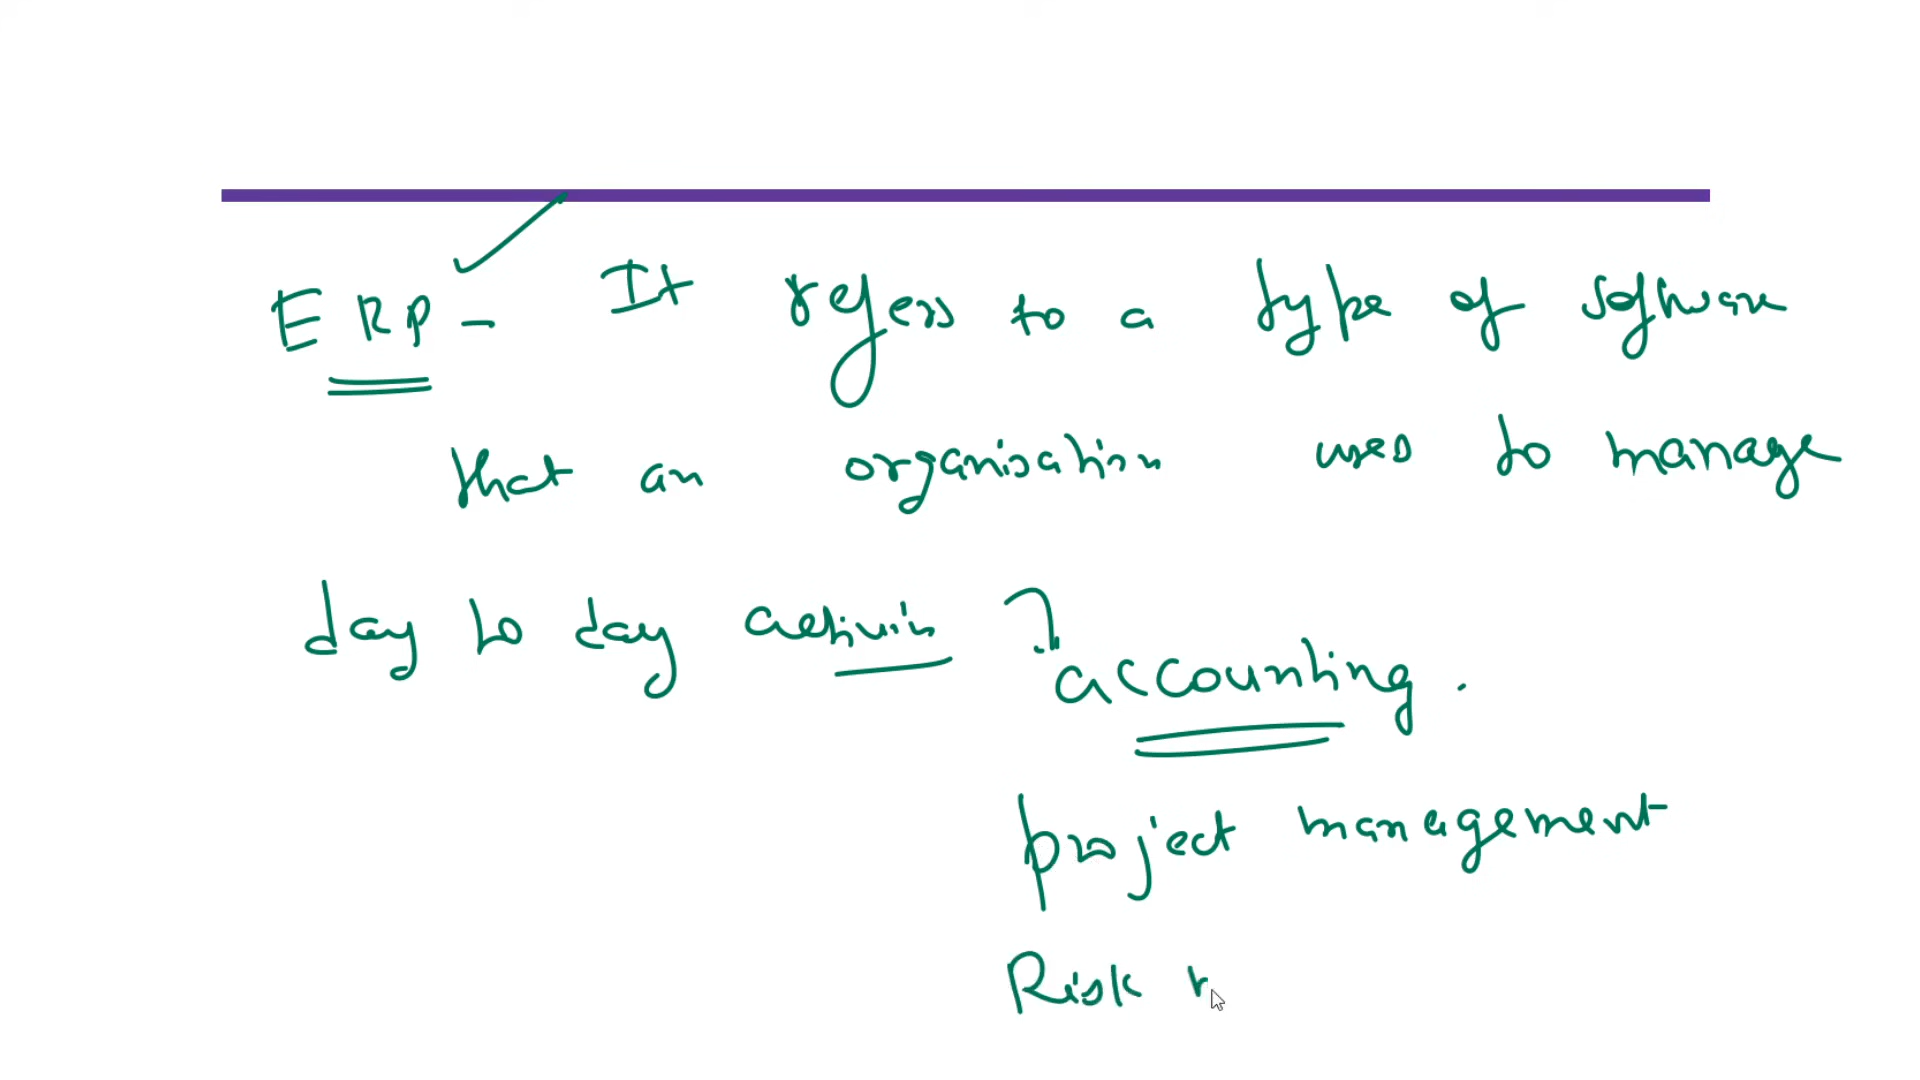 ERP - It refers to a type of software
that an organisation uses to manage
day to day
accounting.
project management
Risk